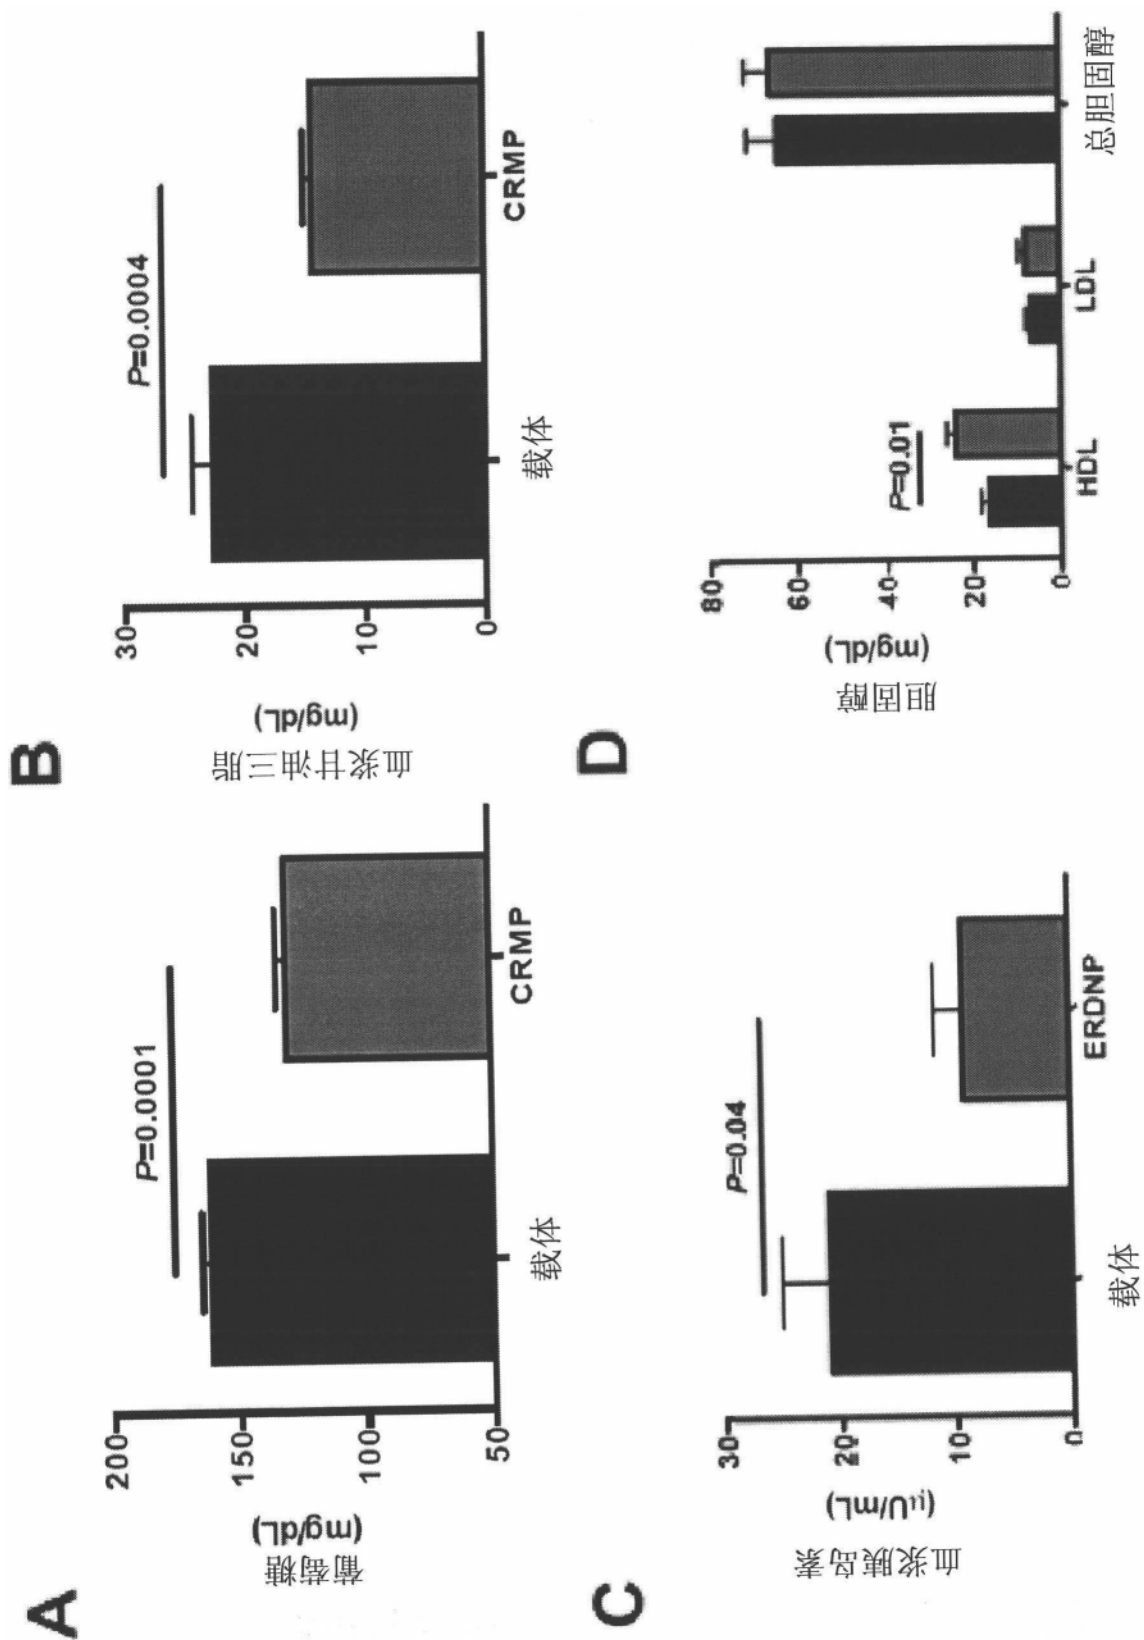 A
葡萄糖
(mg/dL)
200
150
100
50
P=0.0001
载体
CRMP
B
血浆甘油三脂
(mg/dL)
30
20
10
0
P=0.0004
载体
CRMP
C
血浆胰岛素
(μU/mL)
30
20
10
0
P=0.04
载体
ERDNP
D
胆固醇
(mg/dL)
80
60
40
20
0
P=0.01
HDL
LDL
总胆固醇